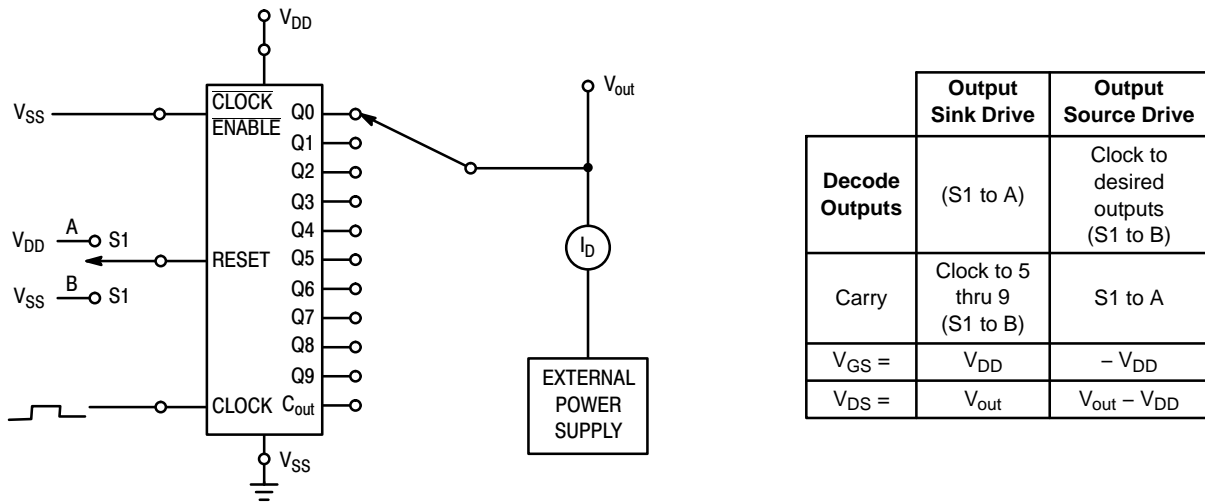 VDD
VSS
CLOCK
ENABLE
Q0
Q1
Q2
Q3
Q4
Q5
Q6
Q7
Q8
Q9
Cout
VDD A S1
RESET
VSS B S1
CLOCK
VSS
Vout
ID
EXTERNAL
POWER
SUPPLY
Output
Sink Drive
Output
Source Drive
Decode
Outputs
(S1 to A)
Clock to
desired
outputs
(S1 to B)
Carry
Clock to 5
thru 9
(S1 to B)
S1 to A
VGS =
VDD
– VDD
VDS =
Vout
Vout – VDD